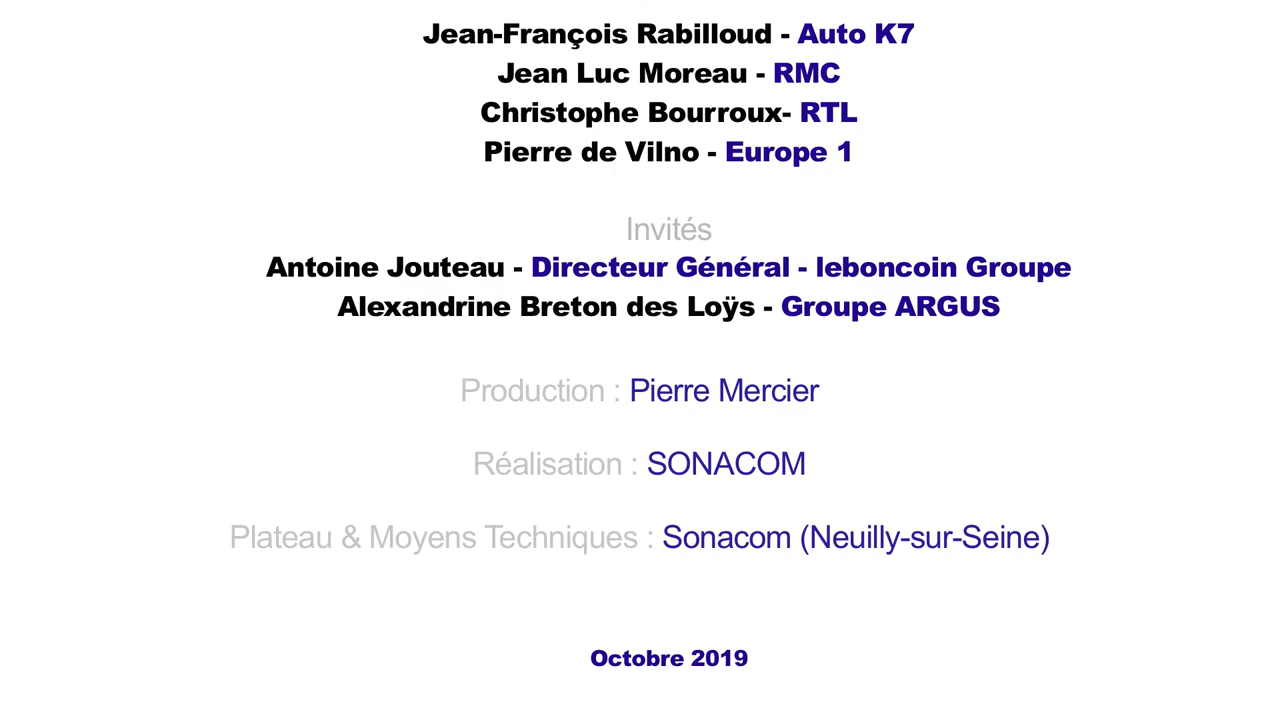 Jean-François Rabilloud - Auto K7
Jean Luc Moreau - RMC
Christophe Bourroux- RTL
Pierre de Vilno - Europe 1
Invités
Antoine Jouteau - Directeur Général - leboncoin Groupe
Alexandrine Breton des Loÿs - Groupe ARGUS
Production : Pierre Mercier
Réalisation : SONACOM
Plateau & Moyens Techniques : Sonacom (Neuilly-sur-Seine)
Octobre 2019